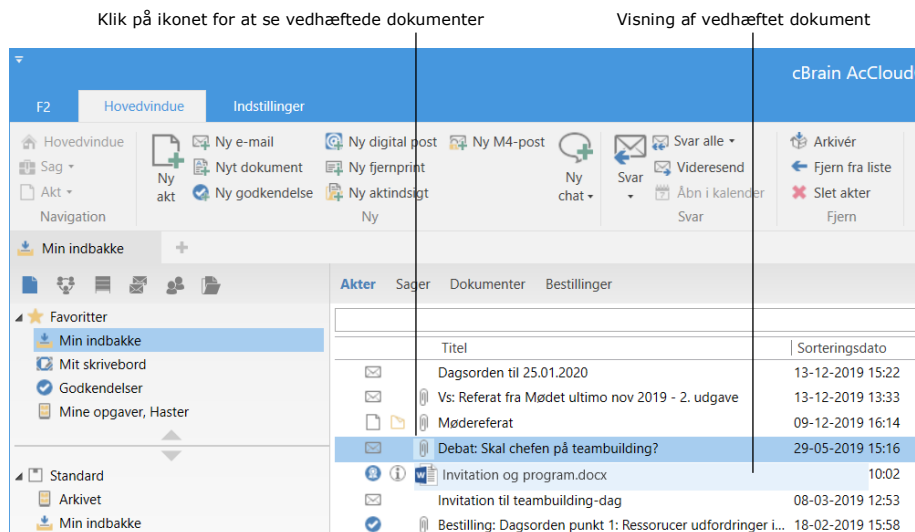 Klik på ikonet for at se vedhæftede dokumenter Visning af vedhæftet dokument
cBrain AcCloud
F2 Hovedvindue Indstillinger
Hovedvindue Ny e-mail Ny digital post Ny M4-post Svar alle Arkivér
Sag Nyt dokument Ny fjernprint Videresend Fjern fra liste
Akt Ny akt Ny godkendelse Ny aktindsigt Ny chat Svar Åbn i kalender Slet akter
Navigation Ny Svar Fjern
Min indbakke
Akter Sager Dokumenter Bestillinger
Favoritter
Min indbakke
Mit skrivebord
Godkendelser
Mine opgaver, Haster
Standard
Arkivet
Min indbakke
Titel Sorteringsdato
Dagsorden til 25.01.2020 13-12-2019 15:22
Vs: Referat fra Mødet ultimo nov 2019 - 2. udgave 13-12-2019 13:33
Mødereferat 09-12-2019 16:14
Debat: Skal chefen på teambuilding? 29-05-2019 15:16
Invitation og program.docx 10:02
Invitation til teambuilding-dag 08-03-2019 12:53
Bestilling: Dagsorden punkt 1: Ressorucer udfordringer i... 18-02-2019 15:58